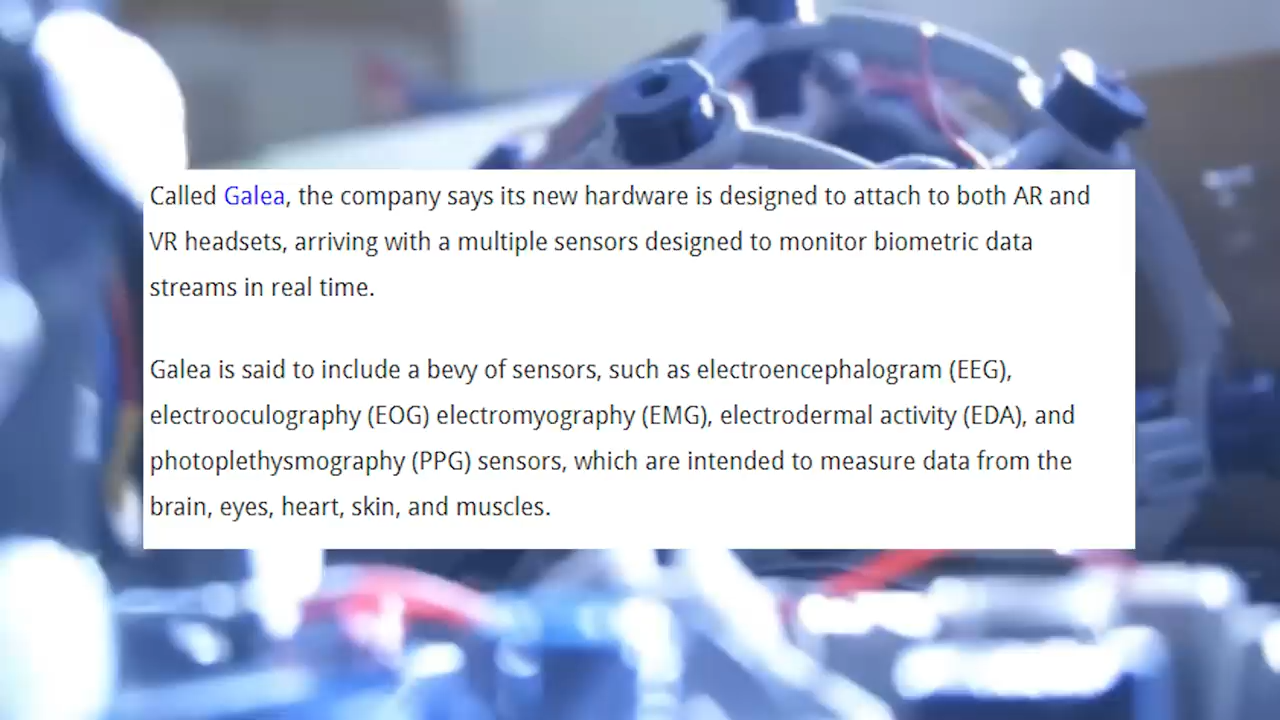 Called Galea, the company says its new hardware is designed to attach to both AR and
VR headsets, arriving with a multiple sensors designed to monitor biometric data
streams in real time.
Galea is said to include a bevy of sensors, such as electroencephalogram (EEG),
electrooculography (EOG) electromyography (EMG), electrodermal activity (EDA), and
photoplethysmography (PPG) sensors, which are intended to measure data from the
brain, eyes, heart, skin, and muscles.